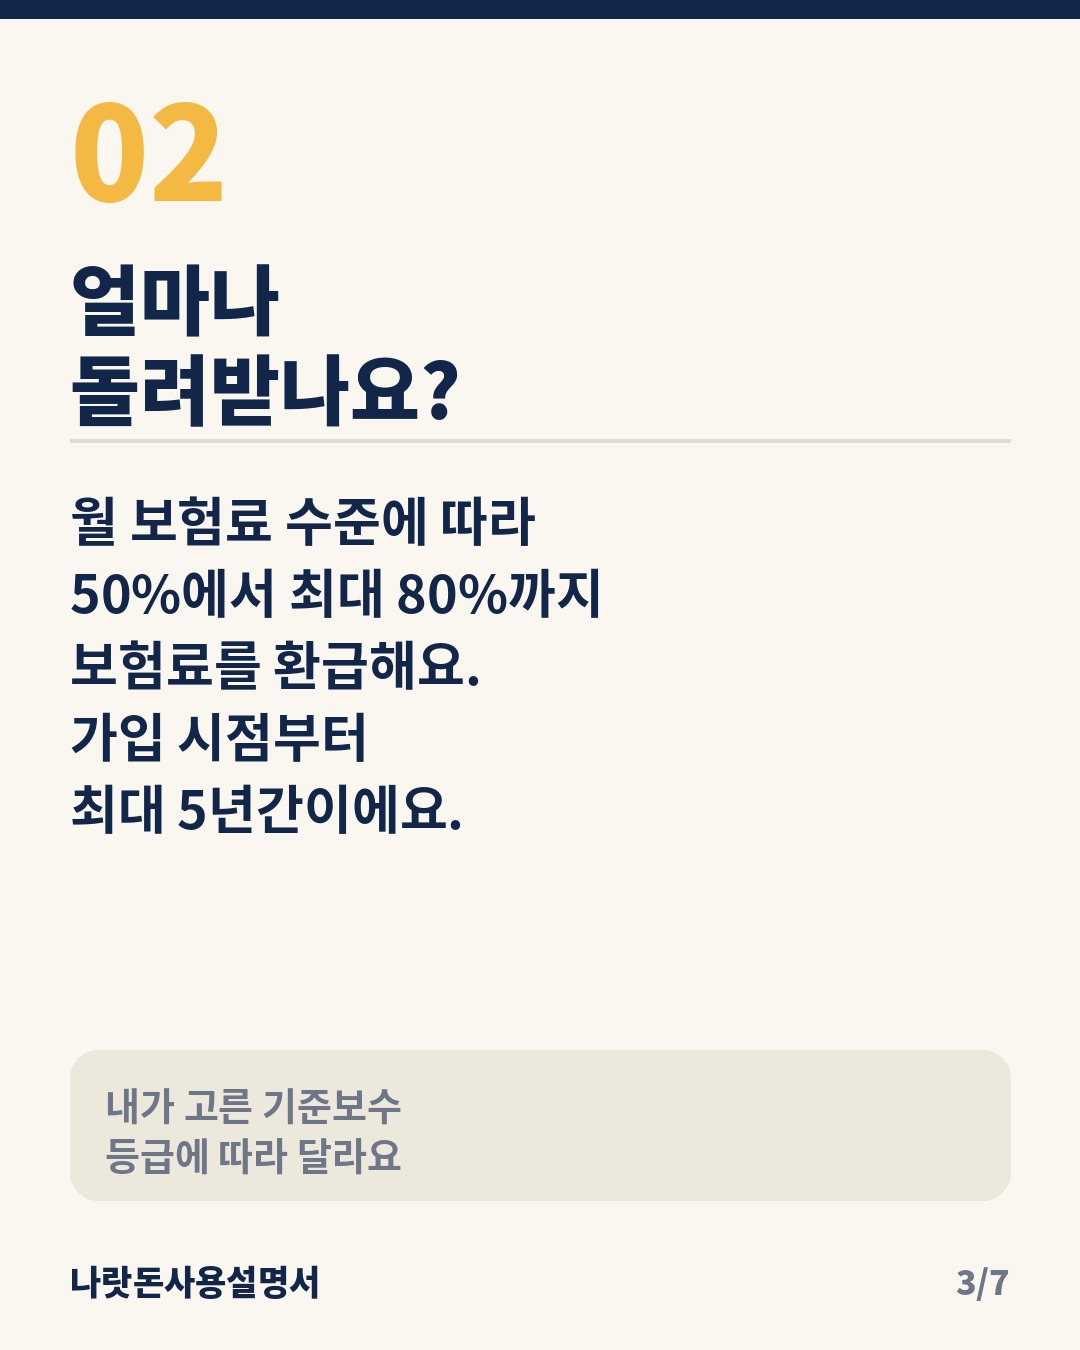 02
얼마나
돌려받나요?
월 보험료 수준에 따라
50%에서 최대 80%까지
보험료를 환급해요.
가입 시점부터
최대 5년간이에요.
내가 고른 기준보수
등급에 따라 달라요
나랏돈사용설명서
3/7